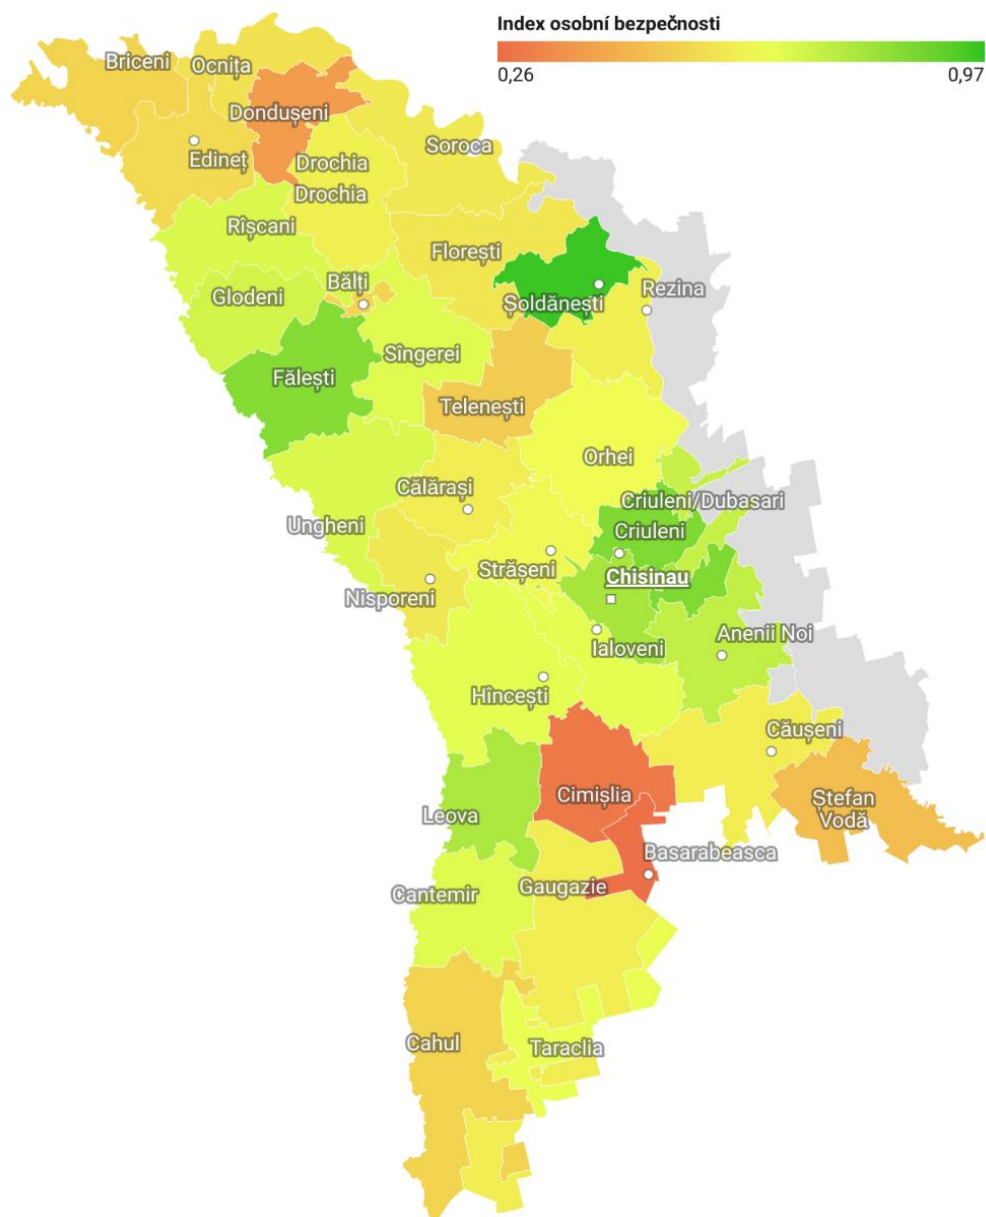 Index osobní bezpečnosti
0,26 0,97
Briceni
Ocnița
Dondușeni
Edineț
Drochia
Soroca
Drochia
Rîșcani
Florești
Bălți
Glodeni
Rezina
Șoldănești
Sîngerei
Fălești
Telenești
Orhei
Călărași
Criuleni/Dubasari
Ungheni
Criuleni
Strășeni
Chisinau
Nisporeni
Anenii Noi
Ialoveni
Hîncești
Căușeni
Cimișlia
Ștefan
Vodă
Leova
Basarabeasca
Gaugazie
Cantemir
Cahul
Taraclia